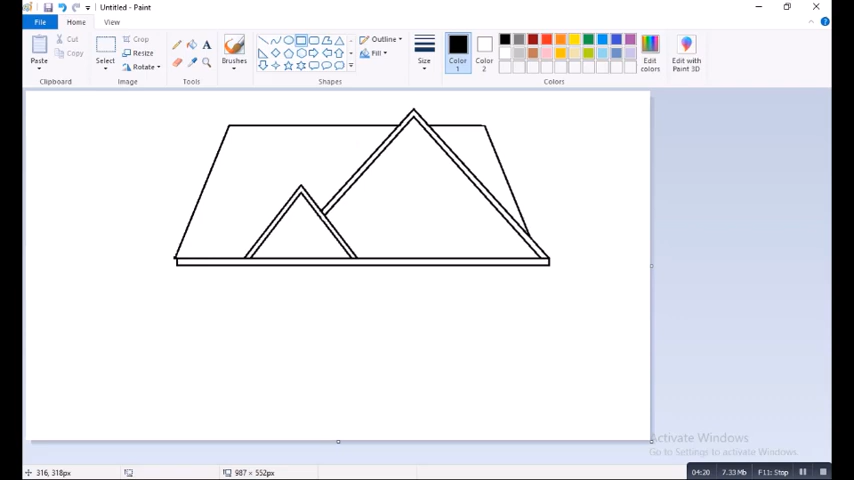 Untitled - Paint
File Home View
Paste
Cut
Copy
Clipboard
Select
Crop
Resize
Rotate
Image
A
Tools
Brushes
Shapes
Outline
Fill
Size
Color 1
Color 2
Colors
Edit colors
Edit with Paint 3D
Activate Windows
Go to Settings to activate Windows.
316, 318px
987 × 552px
04:20 7.33 Mb F11: Stop